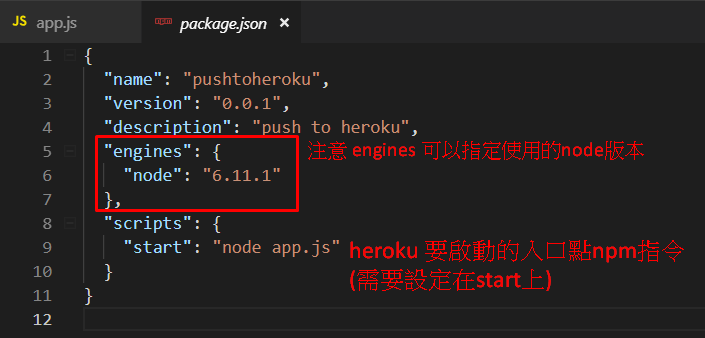 JS app.js npm package.json ×
1 {
2 "name": "pushtoheroku",
3 "version": "0.0.1",
4 "description": "push to heroku",
5 "engines": { 注意 engines 可以指定使用的node版本
6 "node": "6.11.1"
7 },
8 "scripts": {
9 "start": "node app.js" heroku 要啟動的入口點npm指令
10 } (需要設定在start上)
11 }
12